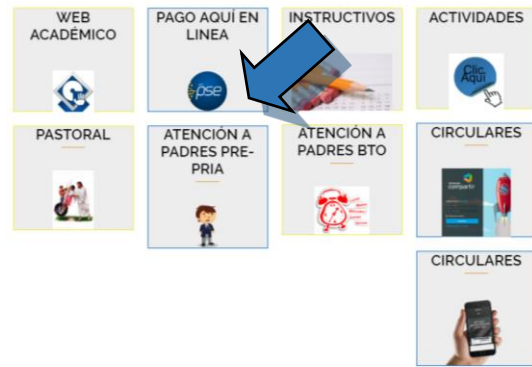 WEB
ACADÉMICO
PAGO AQUÍ EN
LINEA
pse
INSTRUCTIVOS
ACTIVIDADES
Clic
Aquí
PASTORAL
ATENCIÓN A
PADRES PRE-
PRIA
ATENCIÓN A
PADRES BTO
CIRCULARES
compartir
CIRCULARES